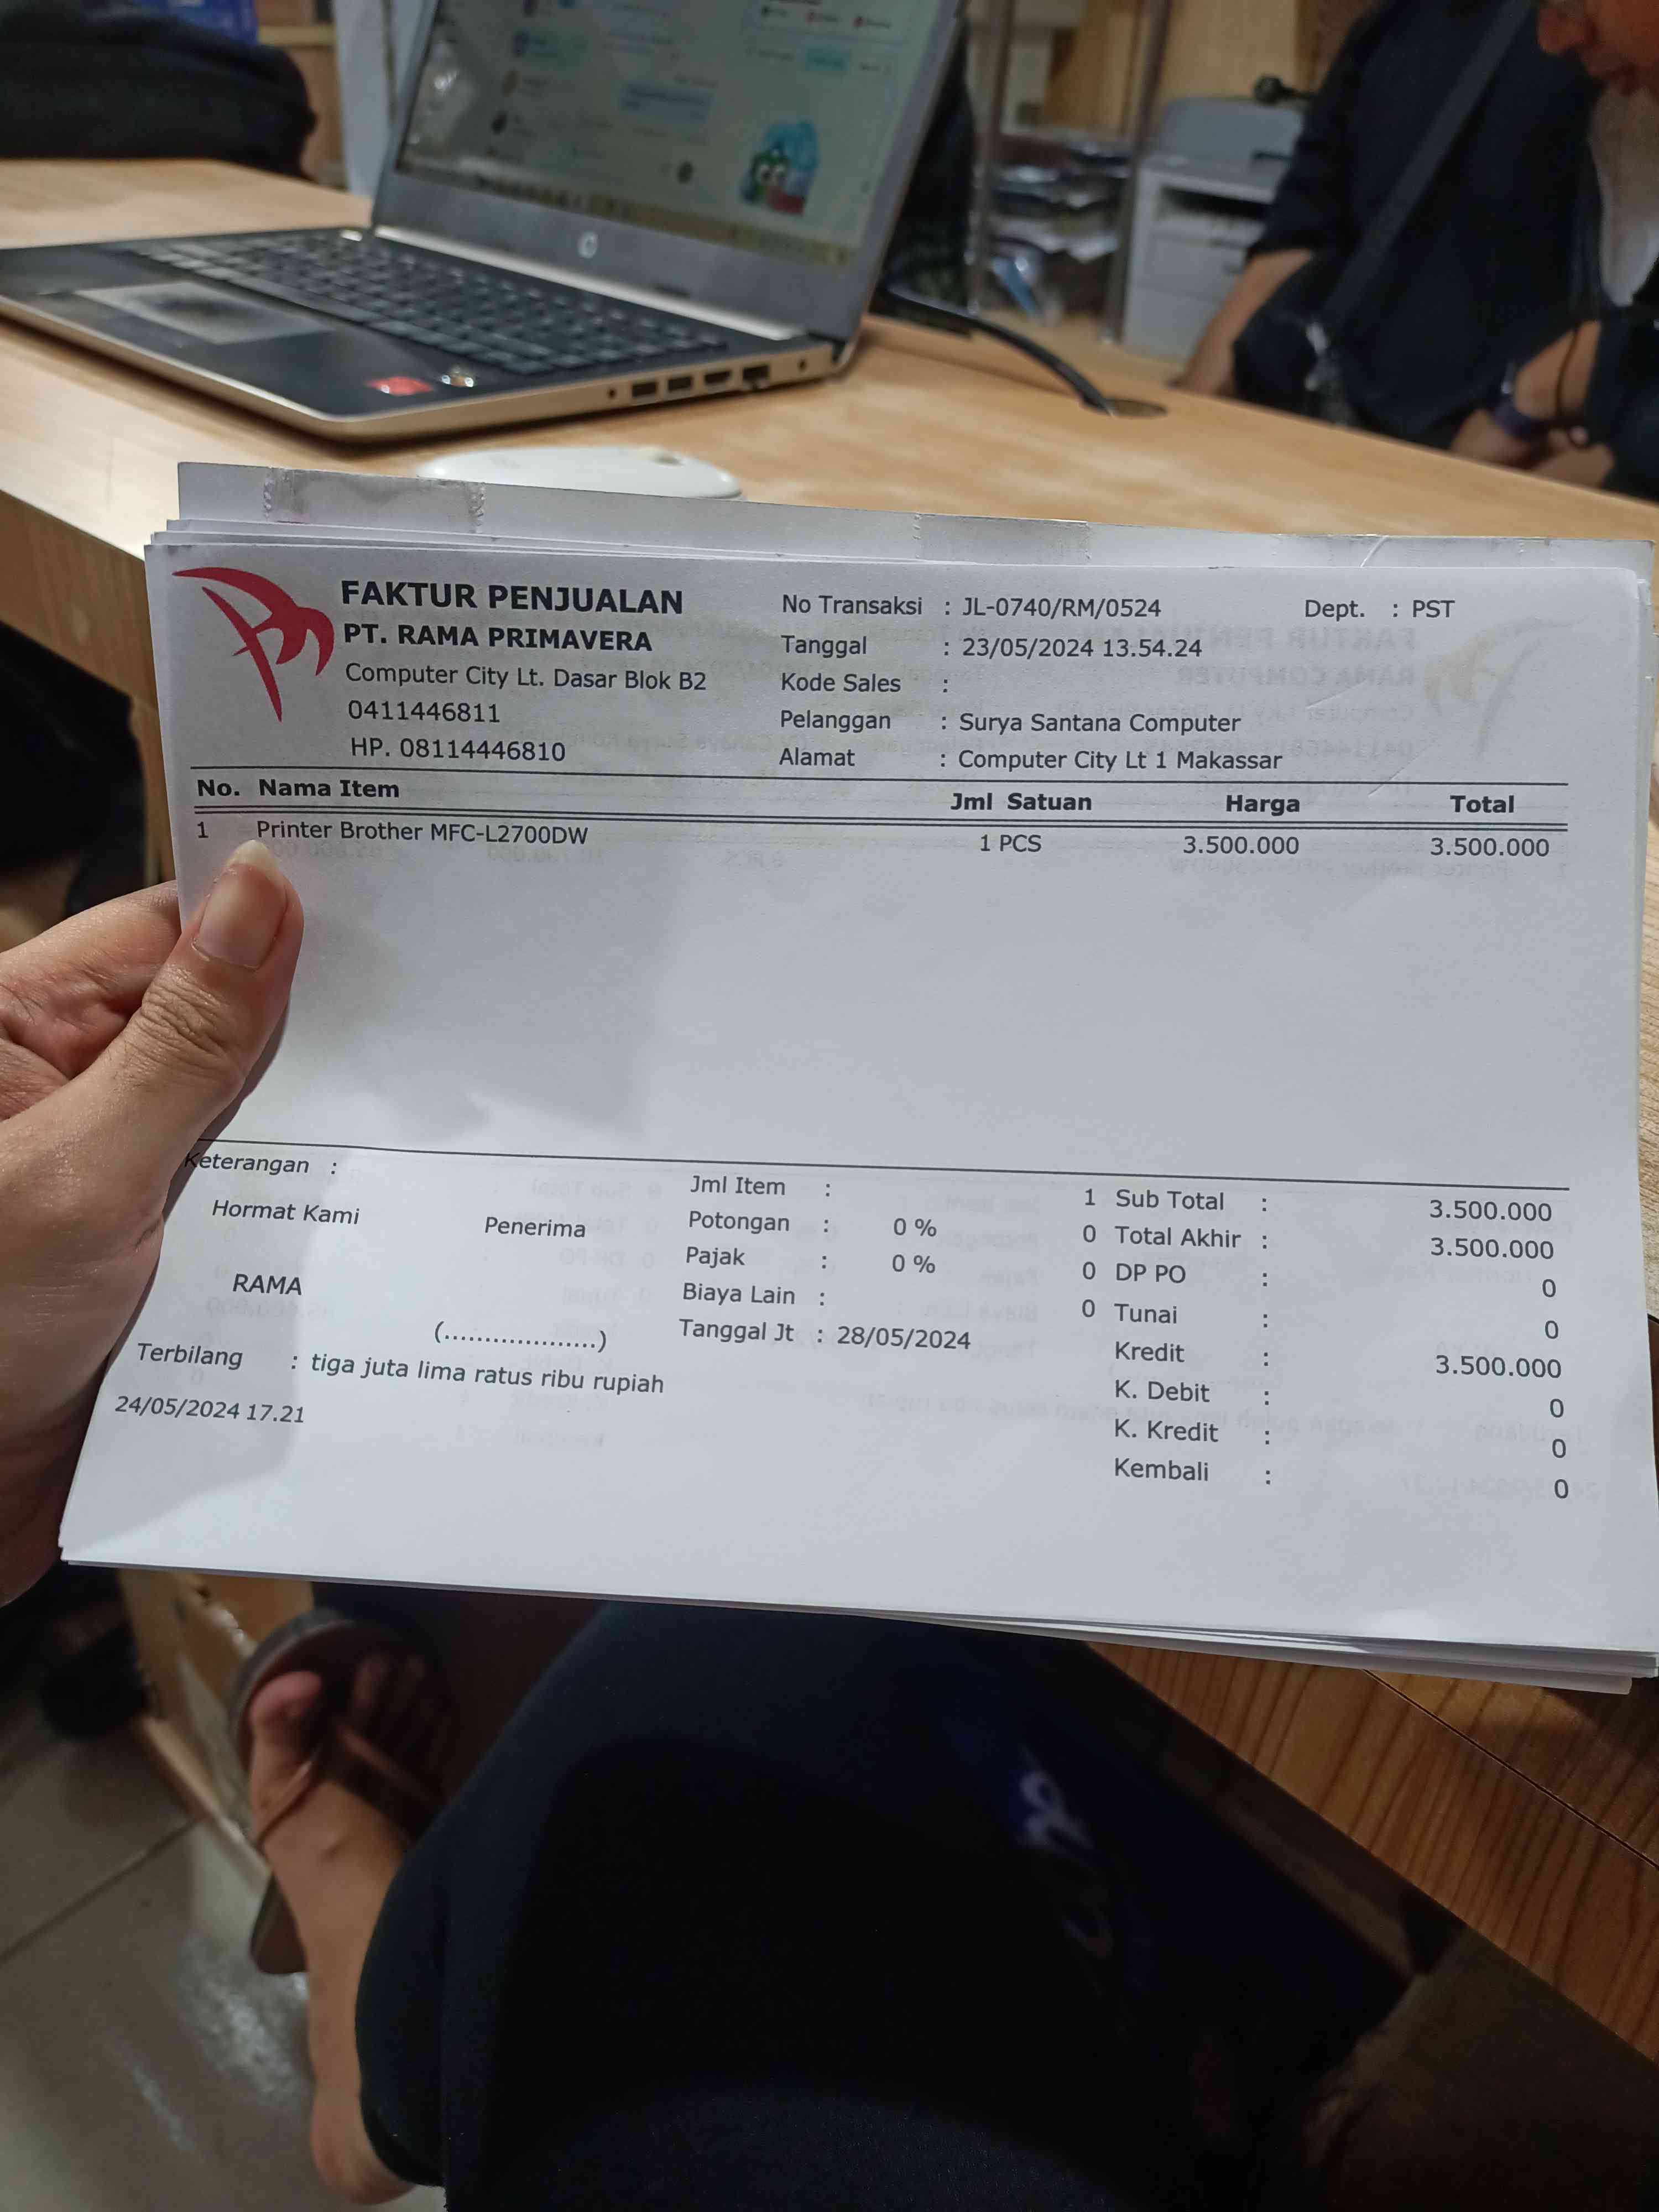 FAKTUR PENJUALAN
PT. RAMA PRIMAVERA
Computer City Lt. Dasar Blok B2
0411446811
HP. 08114446810
No Transaksi : JL-0740/RM/0524 Dept. : PST
Tanggal : 23/05/2024 13.54.24
Kode Sales :
Pelanggan : Surya Santana Computer
Alamat : Computer City Lt 1 Makassar
No. Nama Item Jml Satuan Harga Total
1 Printer Brother MFC-L2700DW 1 PCS 3.500.000 3.500.000
Keterangan :
Hormat Kami Penerima
RAMA
(....................)
Jml Item : 1
Potongan : 0 % 0
Pajak : 0 % 0
Biaya Lain : 0
Tanggal Jt : 28/05/2024
Sub Total : 3.500.000
Total Akhir : 3.500.000
DP PO : 0
Tunai : 0
Kredit : 3.500.000
K. Debit : 0
K. Kredit : 0
Kembali : 0
Terbilang : tiga juta lima ratus ribu rupiah
24/05/2024 17.21